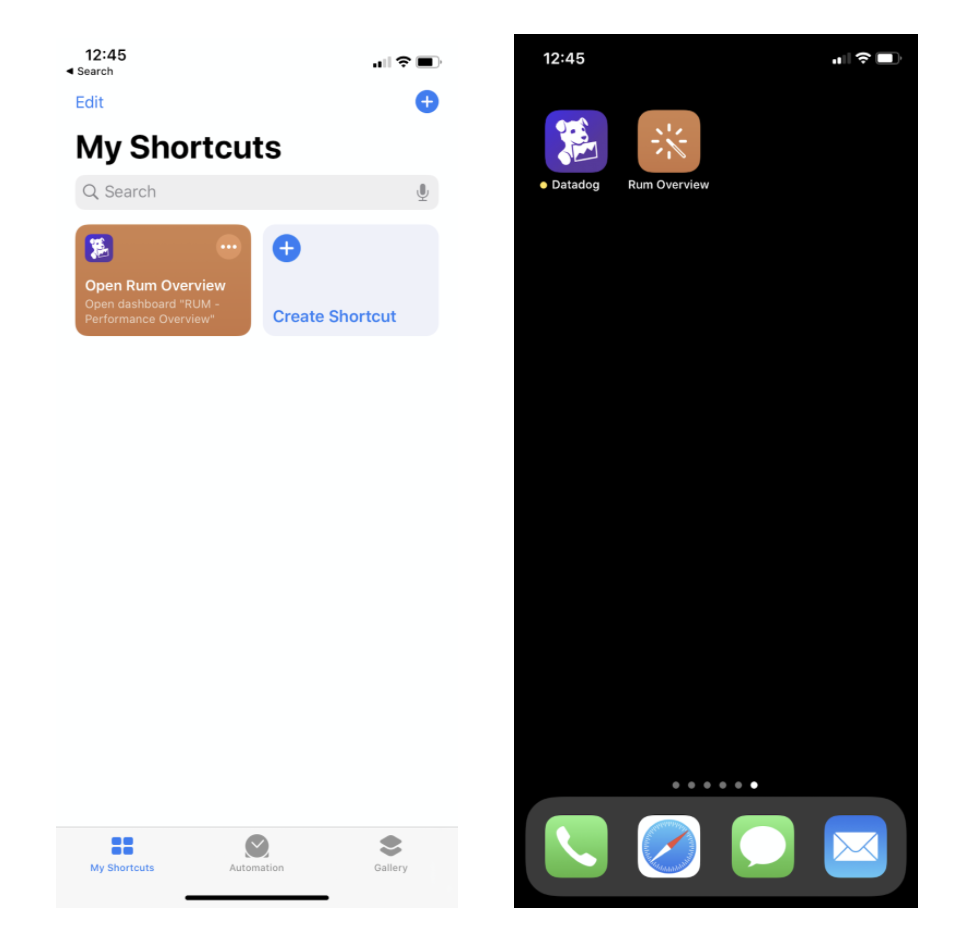 12:45
◀ Search
Edit
My Shortcuts
Search
Open Rum Overview
Open dashboard "RUM -
Performance Overview"
Create Shortcut
My Shortcuts
Automation
Gallery
12:45
Datadog
Rum Overview